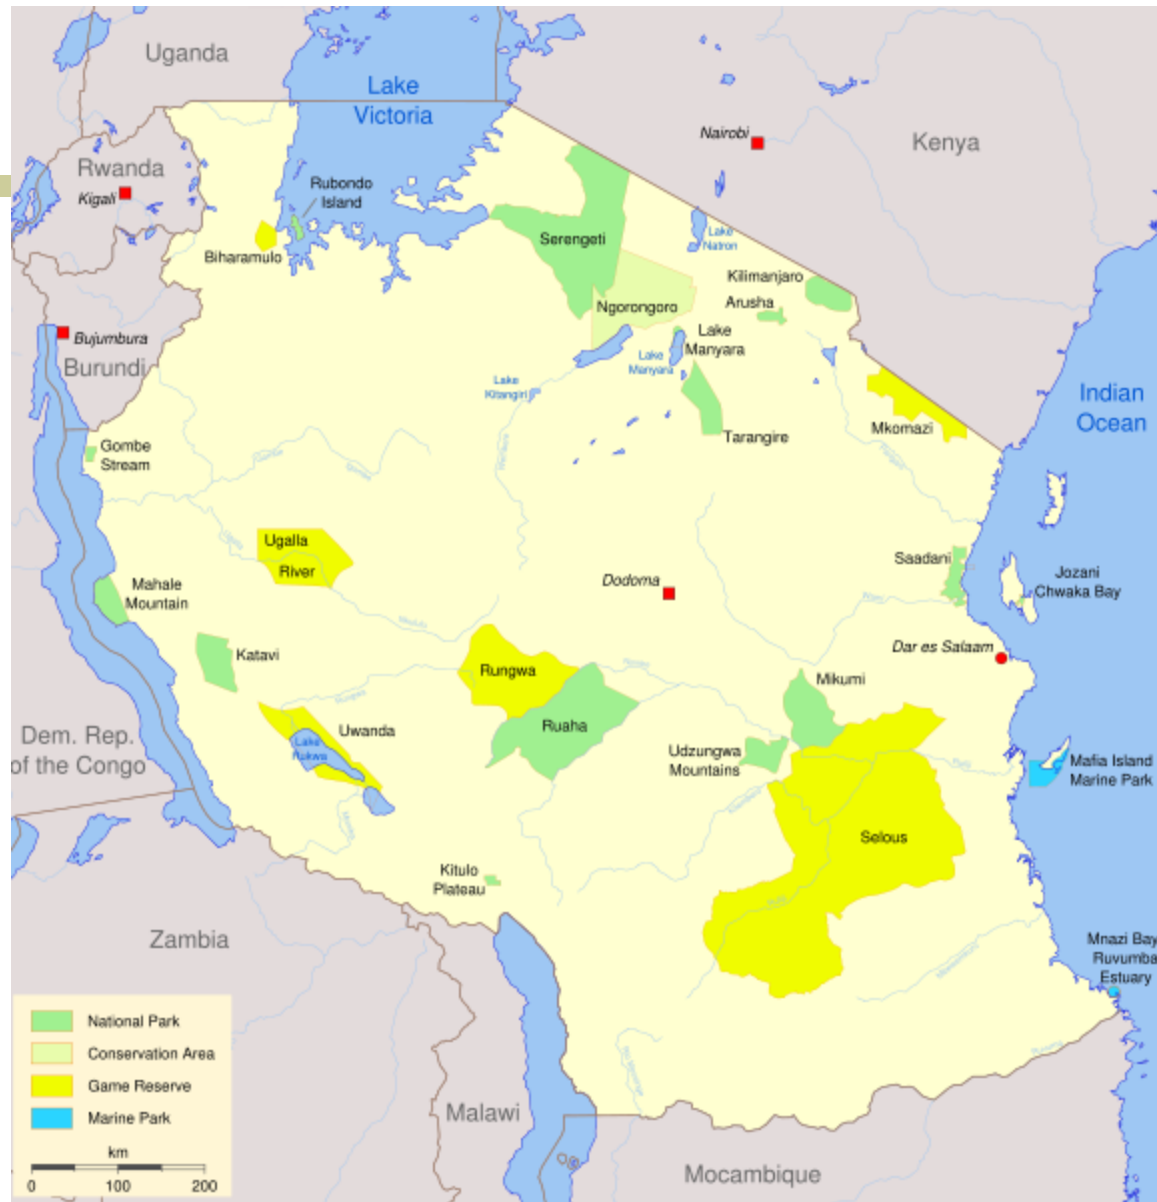 Uganda
Lake
Victoria
Nairobi
Kenya
Rwanda
Kigali
Rubondo
Island
Biharamulo
Serengeti
Lake
Natron
Kilimanjaro
Arusha
Ngorongoro
Lake
Manyara
Lake
Manyara
Bujumbura
Burundi
Lake
Kitangiri
Indian
Ocean
Mkomazi
Tarangire
Gombe
Stream
Ugalla
River
Saadani
Jozani
Chwaka Bay
Dodoma
Mahale
Mountain
Katavi
Dar es Salaam
Rungwa
Mikumi
Ruaha
Uwanda
Lake
Rukwa
Dem. Rep.
of the Congo
Udzungwa
Mountains
Mafia Island
Marine Park
Selous
Kitulo
Plateau
Zambia
Mnazi Bay
Ruvumba
Estuary
National Park
Conservation Area
Game Reserve
Marine Park
km
0 100 200
Malawi
Mocambique